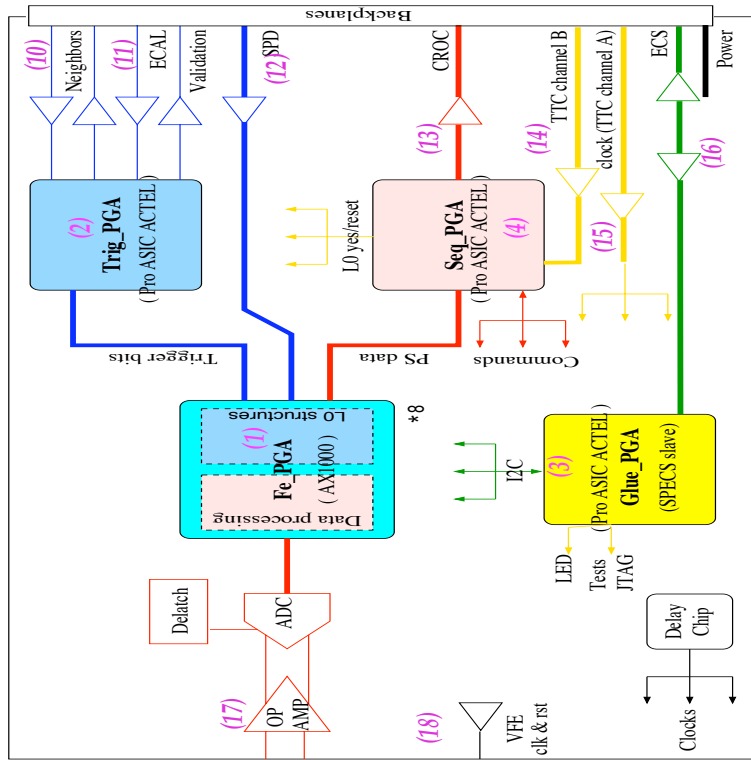 Backplanes
(10)
Neighbors
(11)
ECAL
Validation
(12)
SPD
(13)
CROC
(14)
TTC channel B
clock (TTC channel A)
(15)
ECS
(16)
Power
(2)
Trig_PGA
( Pro ASIC ACTEL )
L0 yes/reset
Seq_PGA
( Pro ASIC ACTEL )
(4)
Trigger bits
PS data
Commands
L0 structures
(1)
Fe_PGA
( AX1000 )
Data processing
*8
I2C
(3)
( Pro ASIC ACTEL )
Glue_PGA
(SPECS slave)
LED
Tests
JTAG
Delatch
ADC
(17)
OP
AMP
(18)
VFE
clk & rst
Delay
Chip
Clocks